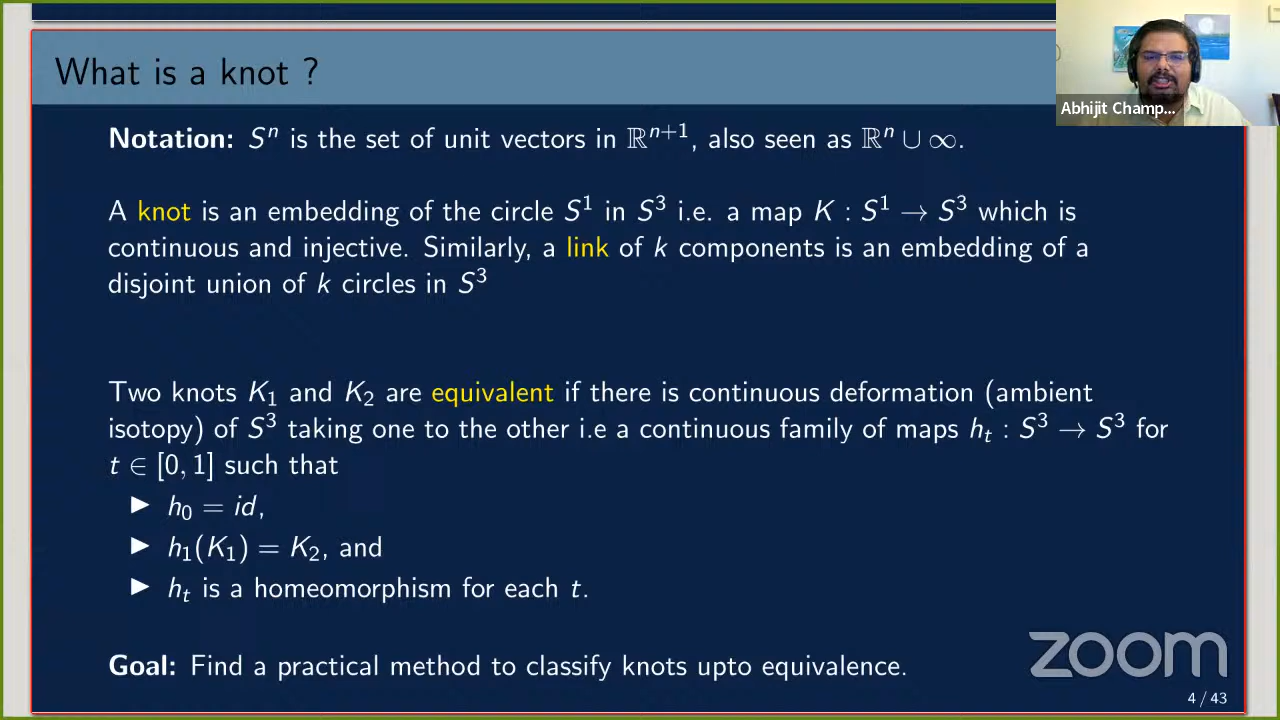 What is a knot ?
Abhijit Champ...
Notation: Sⁿ is the set of unit vectors in ℝⁿ⁺¹, also seen as ℝⁿ ∪ ∞.
A knot is an embedding of the circle S¹ in S³ i.e. a map K : S¹ → S³ which is
continuous and injective. Similarly, a link of k components is an embedding of a
disjoint union of k circles in S³
Two knots K₁ and K₂ are equivalent if there is continuous deformation (ambient
isotopy) of S³ taking one to the other i.e a continuous family of maps hₜ : S³ → S³ for
t ∈ [0, 1] such that
▶ h₀ = id,
▶ h₁(K₁) = K₂, and
▶ hₜ is a homeomorphism for each t.
Goal: Find a practical method to classify knots upto equivalence.
zoom
4 / 43